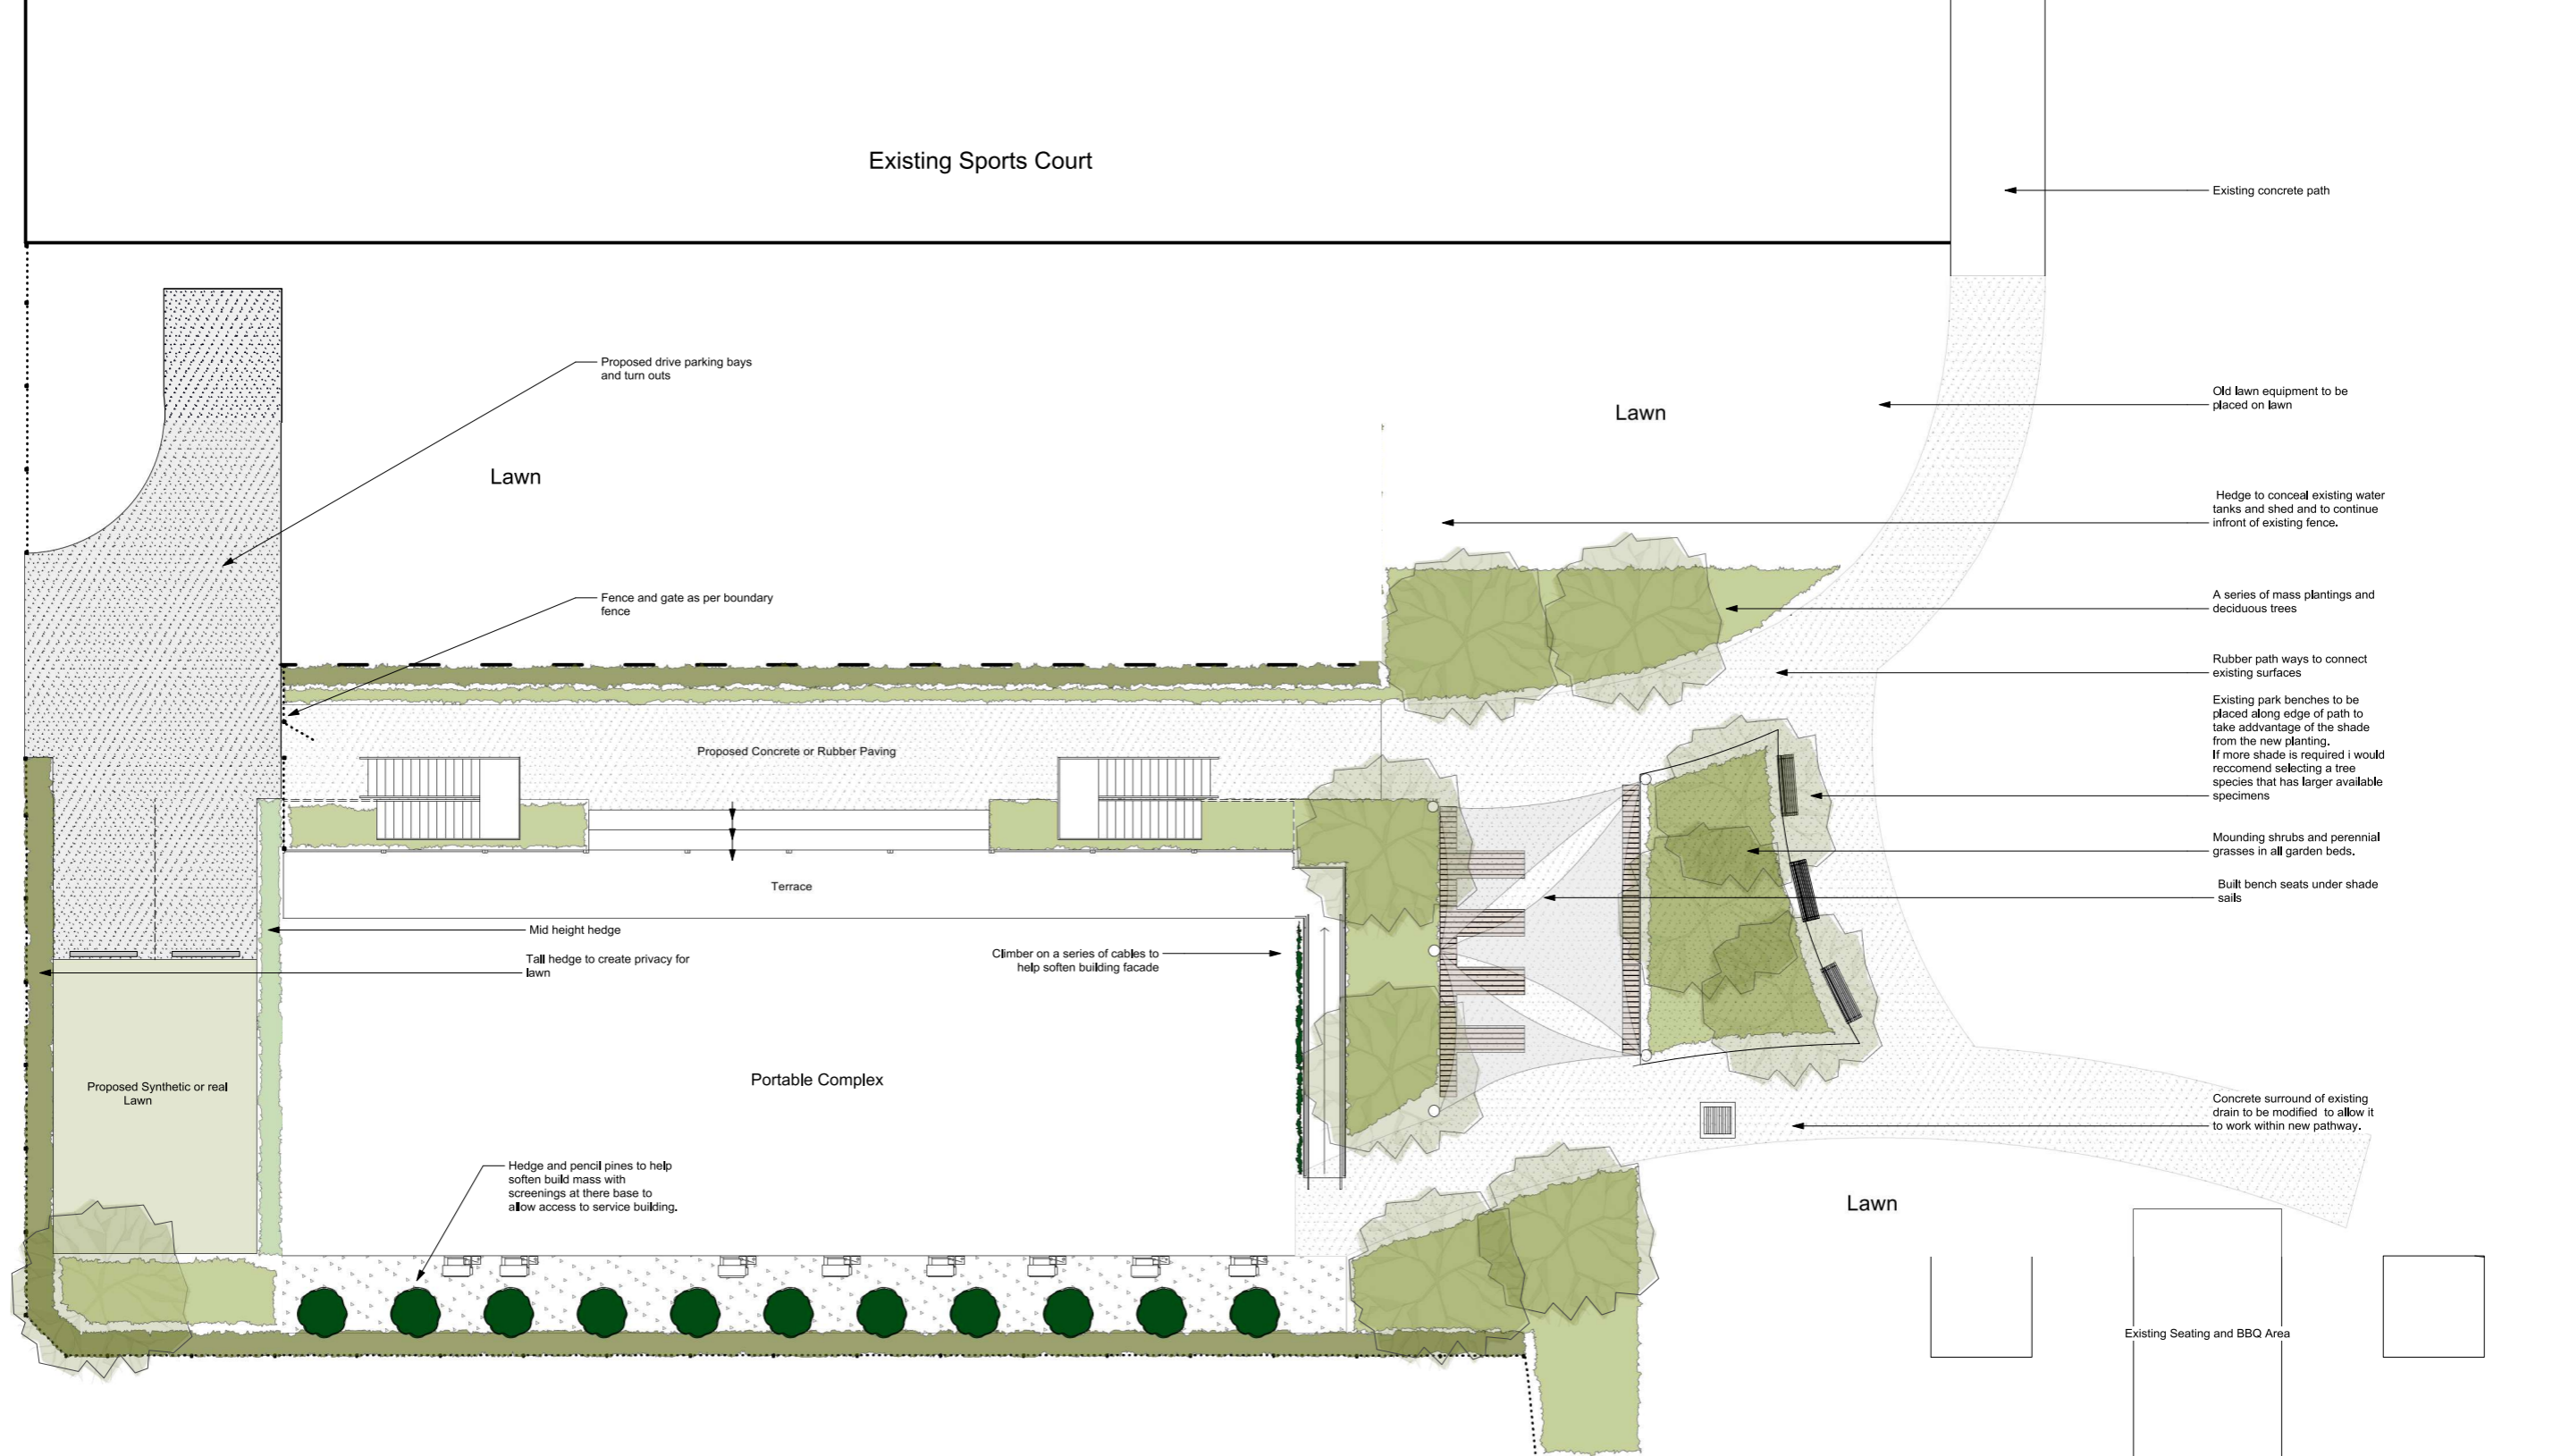 Existing Sports Court
Existing concrete path
Proposed drive parking bays
and turn outs
Old lawn equipment to be
placed on lawn
Lawn
Lawn
Hedge to conceal existing water
tanks and shed and to continue
infront of existing fence.
Fence and gate as per boundary
fence
A series of mass plantings and
deciduous trees
Rubber path ways to connect
existing surfaces
Existing park benches to be
placed along edge of path to
take addvantage of the shade
from the new planting.
If more shade is required i would
reccomend selecting a tree
species that has larger available
specimens
Proposed Concrete or Rubber Paving
Mounding shrubs and perennial
grasses in all garden beds.
Terrace
Built bench seats under shade
sails
Mid height hedge
Tall hedge to create privacy for
lawn
Climber on a series of cables to
help soften building facade
Portable Complex
Proposed Synthetic or real
Lawn
Concrete surround of existing
drain to be modified to allow it
to work within new pathway.
Hedge and pencil pines to help
soften build mass with
screenings at there base to
allow access to service building.
Lawn
Existing Seating and BBQ Area